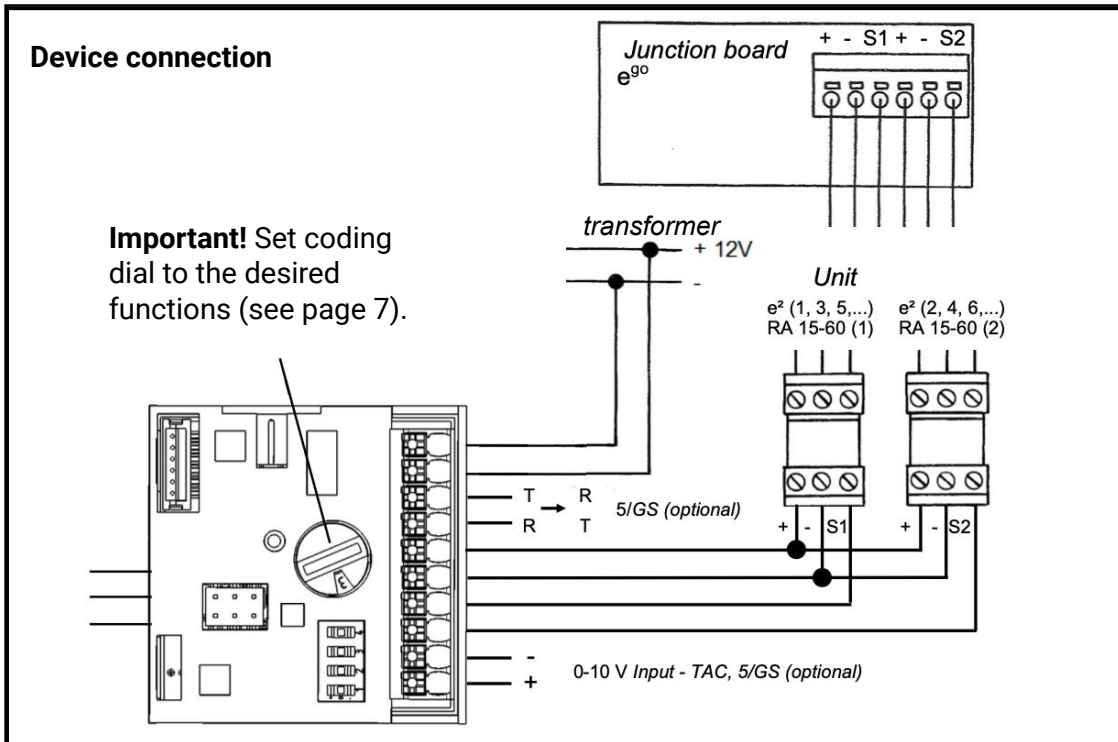 Device connection
Junction board
e^go
+ - S1 + - S2
Important! Set coding
dial to the desired
functions (see page 7).
transformer
+ 12V
-
Unit
e² (1, 3, 5,...)
RA 15-60 (1)
e² (2, 4, 6,...)
RA 15-60 (2)
T R
R T
5/GS (optional)
+ - S1
+ - S2
3
-
+
0-10 V Input - TAC, 5/GS (optional)